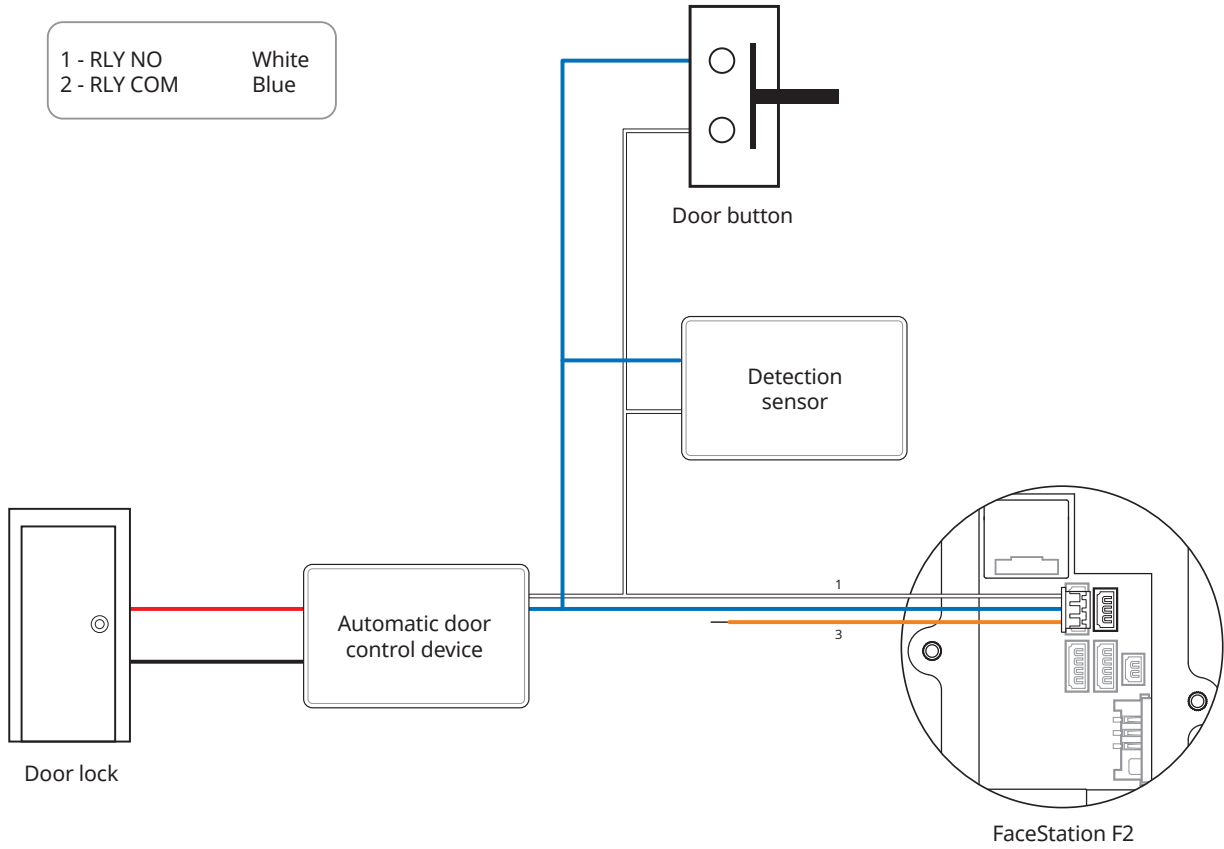 1 - RLY NO White
2 - RLY COM Blue
Door button
Detection
sensor
1
Automatic door
control device
3
Door lock
FaceStation F2